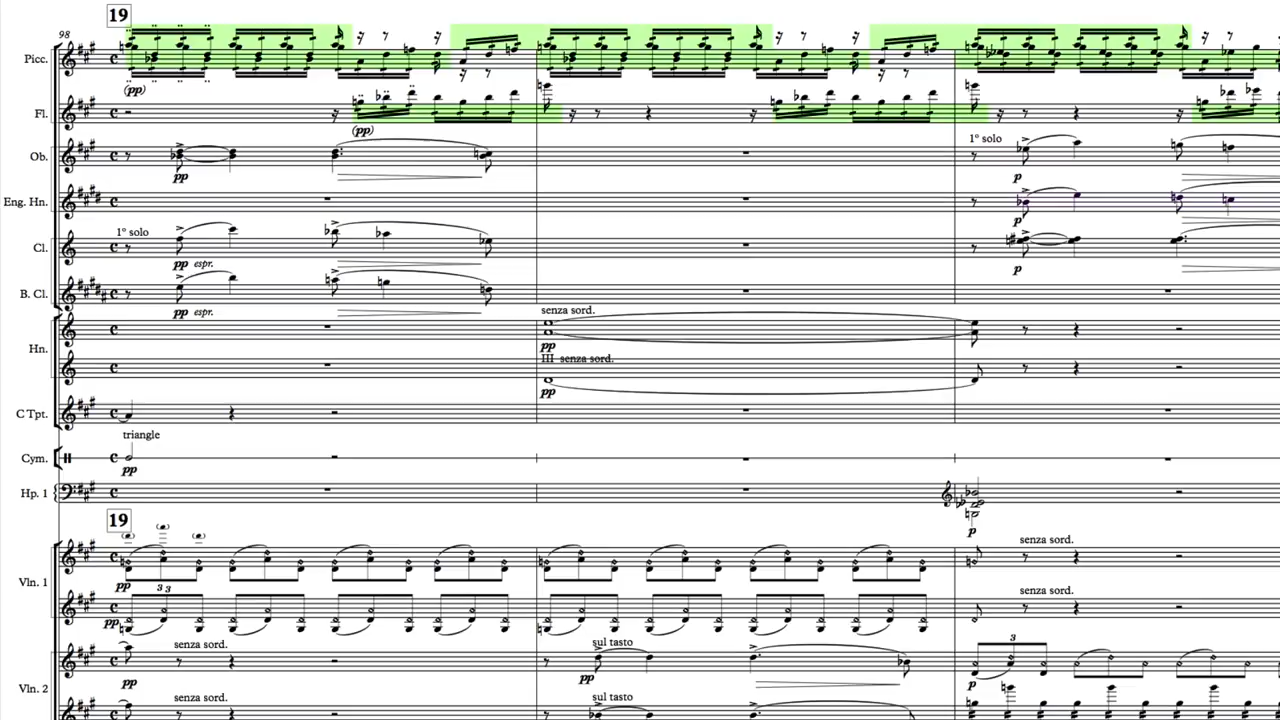 19
98
Picc.
(pp)
Fl.
(pp)
Ob.
pp
1º solo
p
Eng. Hn.
p
1º solo
Cl.
pp espr.
p
B. Cl.
pp espr.
senza sord.
Hn.
pp
III senza sord.
pp
C Tpt.
triangle
Cym.
pp
Hp. 1
p
19
senza sord.
Vln. 1
pp
3 3
senza sord.
pp
senza sord.
sul tasto
3
Vln. 2
pp
pp
p
senza sord.
sul tasto